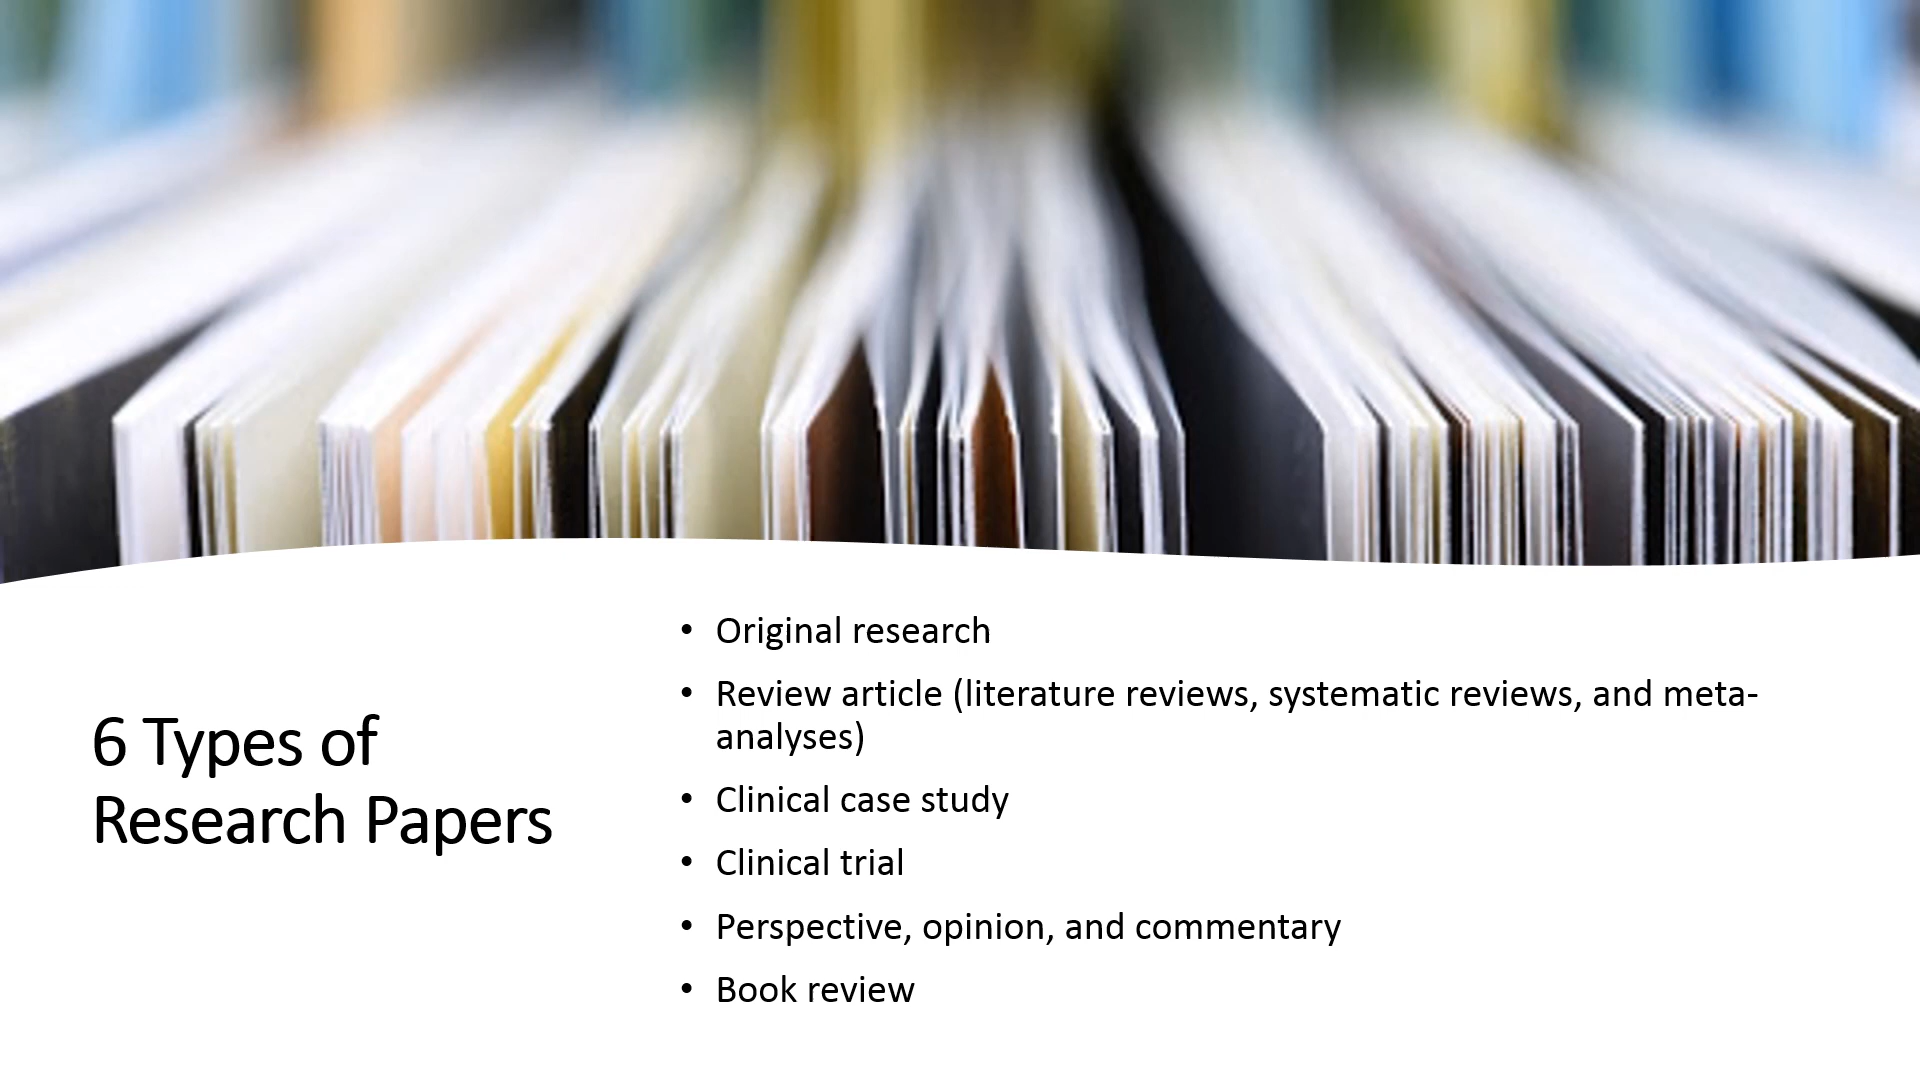 6 Types of
Research Papers
• Original research
• Review article (literature reviews, systematic reviews, and meta-
analyses)
• Clinical case study
• Clinical trial
• Perspective, opinion, and commentary
• Book review